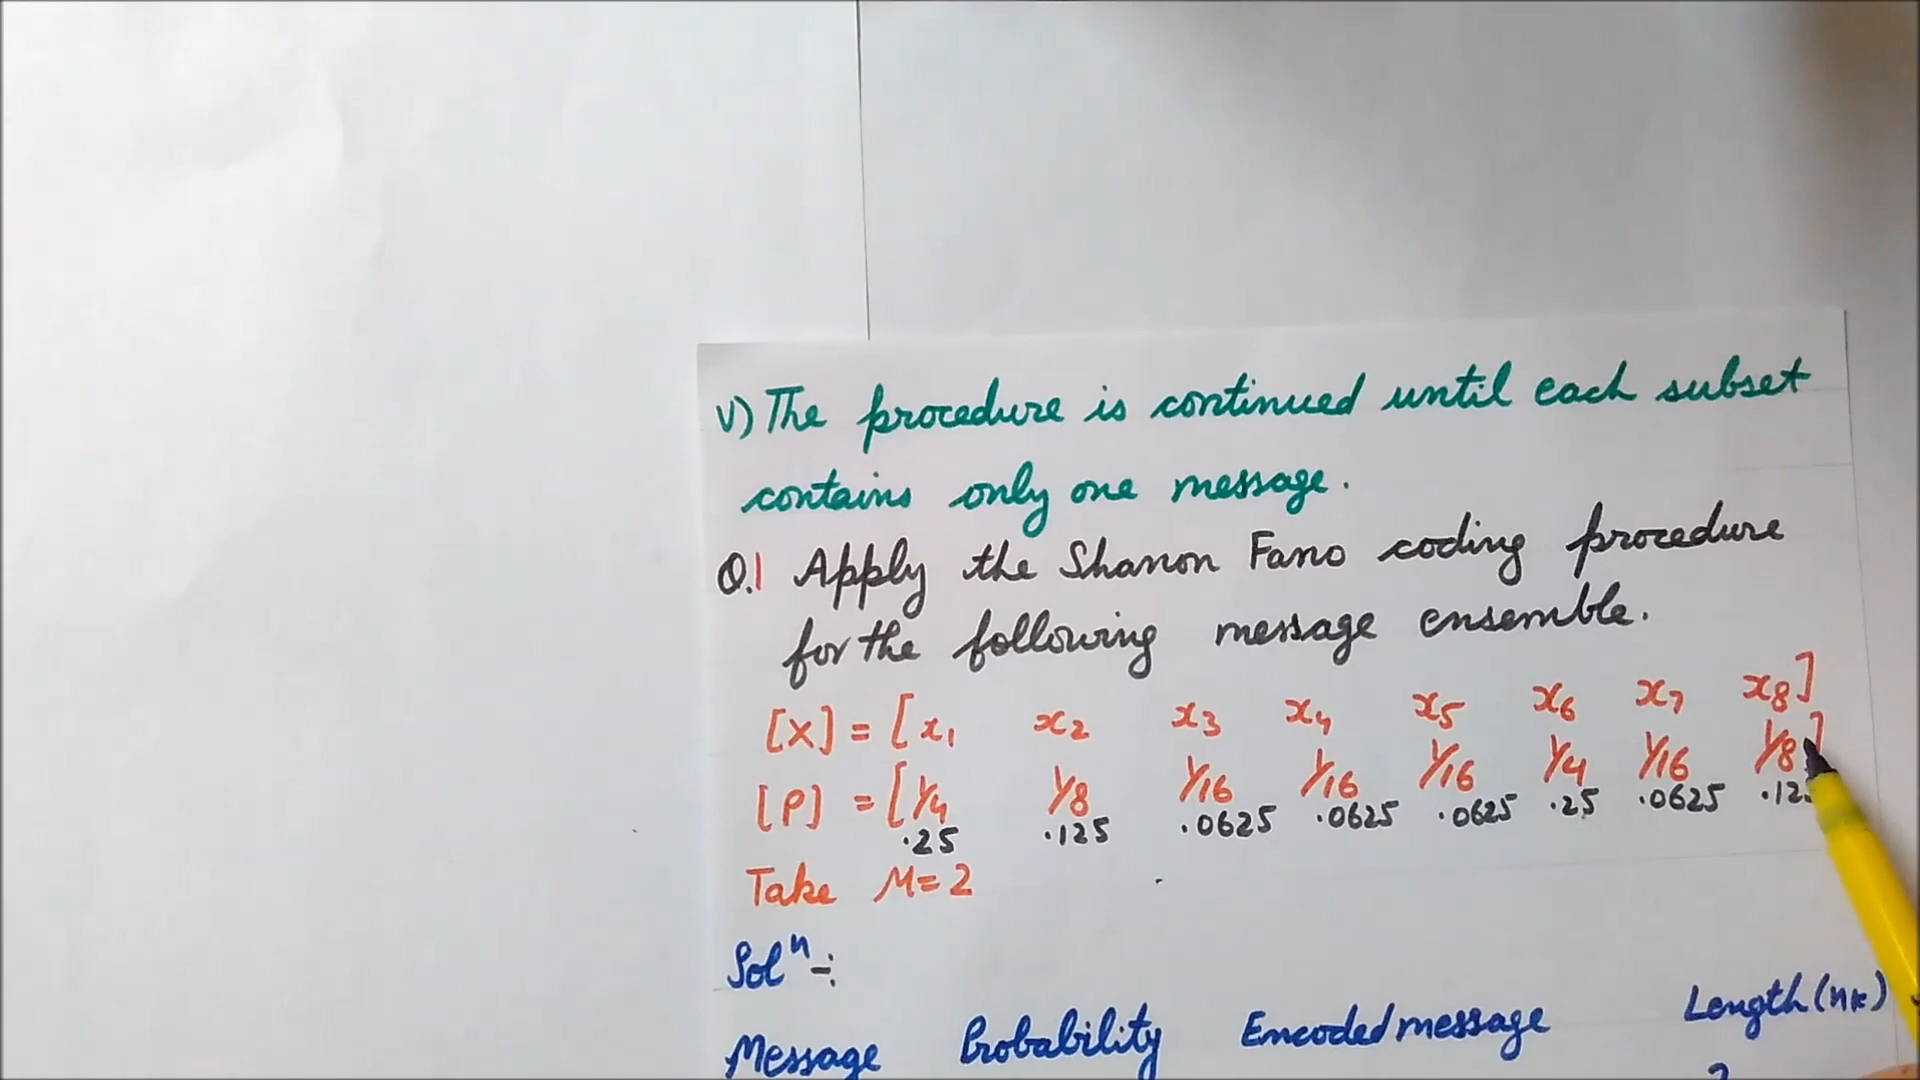 V) The procedure is continued until each subset
contains only one message.
Q.1 Apply the Shanon Fano coding procedure
for the following message ensemble.
[X] = [x1 x2 x3 x4 x5 x6 x7 x8]
[P] = [1/4 1/8 1/16 1/16 1/16 1/4 1/16 1/8]
.25 .125 .0625 .0625 .0625 .25 .0625 .12
Take M=2
Solⁿ -:
Message Probability Encoded message Length (nk)